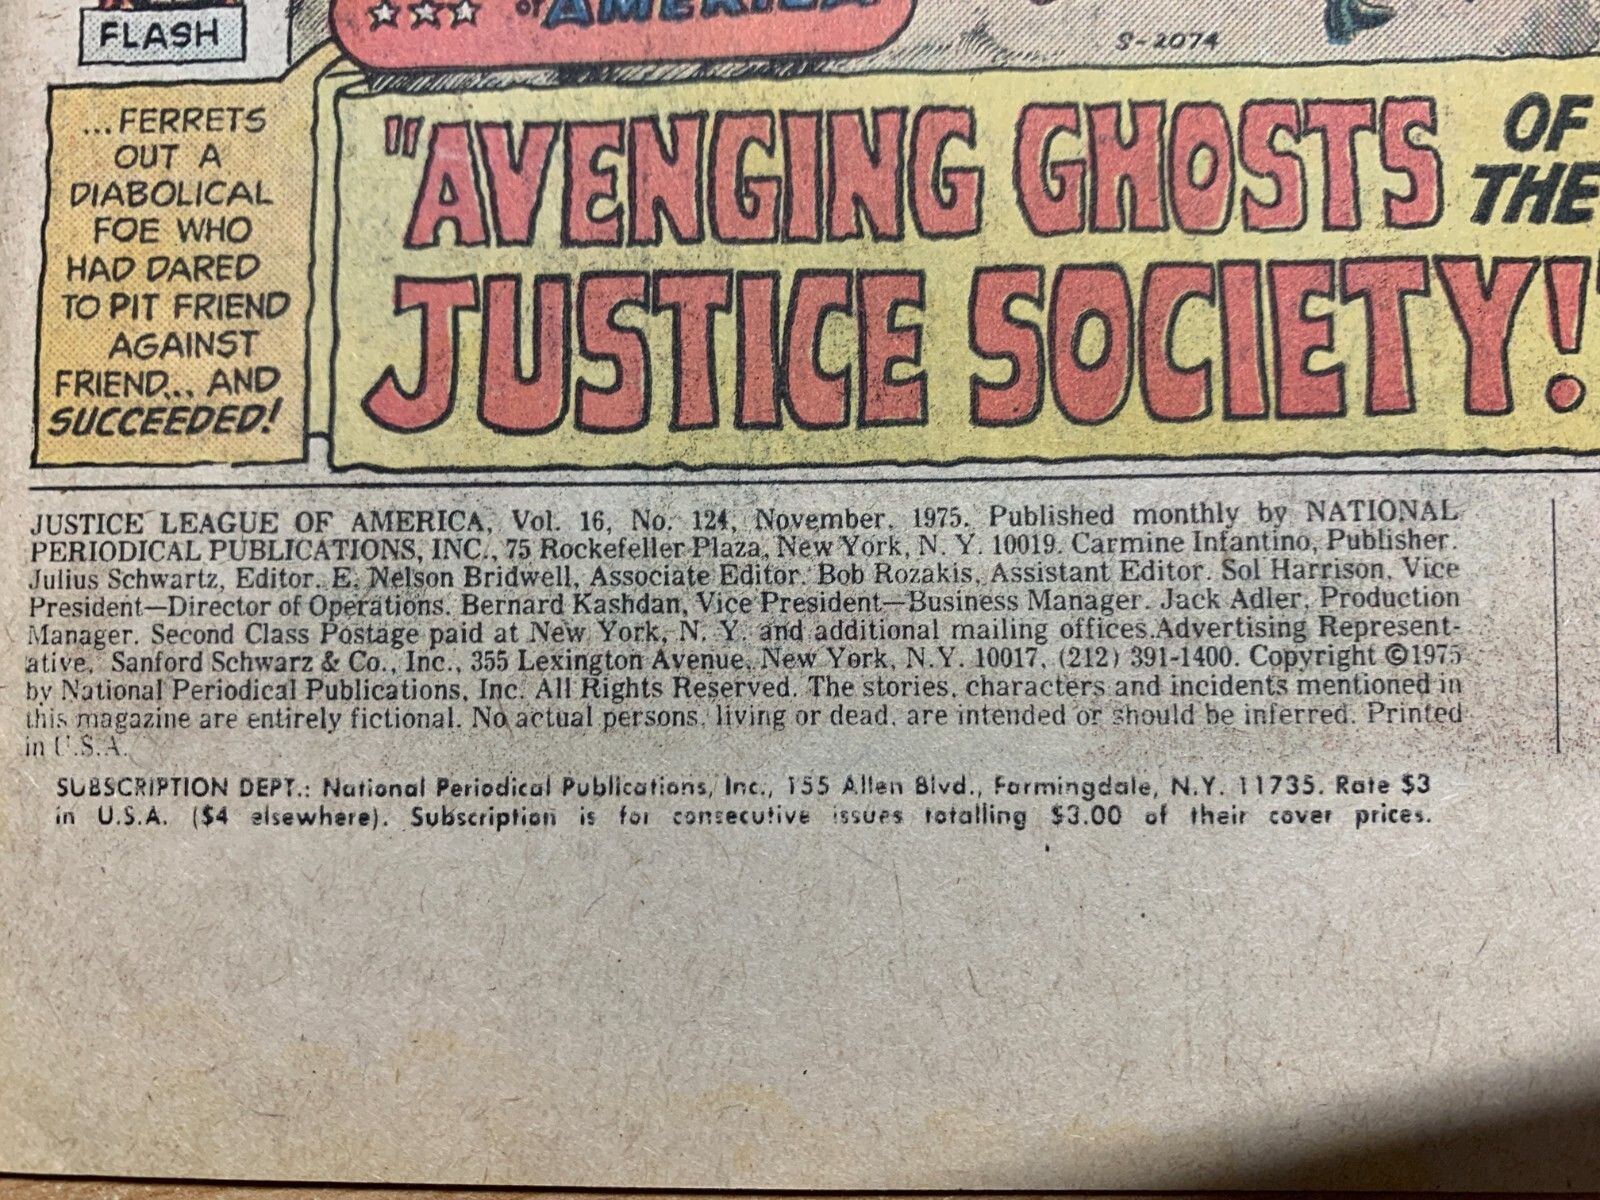 FLASH
OF AMERICA
S-2074
...FERRETS
OUT A
DIABOLICAL
FOE WHO
HAD DARED
TO PIT FRIEND
AGAINST
FRIEND... AND
SUCCEEDED!
"AVENGING GHOSTS OF THE
JUSTICE SOCIETY!"
JUSTICE LEAGUE OF AMERICA, Vol. 16, No. 124, November, 1975. Published monthly by NATIONAL
PERIODICAL PUBLICATIONS, INC., 75 Rockefeller Plaza, New York, N. Y. 10019. Carmine Infantino, Publisher.
Julius Schwartz, Editor. E. Nelson Bridwell, Associate Editor. Bob Rozakis, Assistant Editor. Sol Harrison, Vice
President—Director of Operations. Bernard Kashdan, Vice President—Business Manager. Jack Adler, Production
Manager. Second Class Postage paid at New York, N. Y. and additional mailing offices.Advertising Represent-
ative, Sanford Schwarz & Co., Inc., 355 Lexington Avenue, New York, N.Y. 10017, (212) 391-1400. Copyright ©1975
by National Periodical Publications, Inc. All Rights Reserved. The stories, characters and incidents mentioned in
this magazine are entirely fictional. No actual persons, living or dead, are intended or should be inferred. Printed
in U.S.A.
SUBSCRIPTION DEPT.: National Periodical Publications, Inc., 155 Allen Blvd., Farmingdale, N.Y. 11735. Rate $3
in U.S.A. ($4 elsewhere). Subscription is for consecutive issues totalling $3.00 of their cover prices.